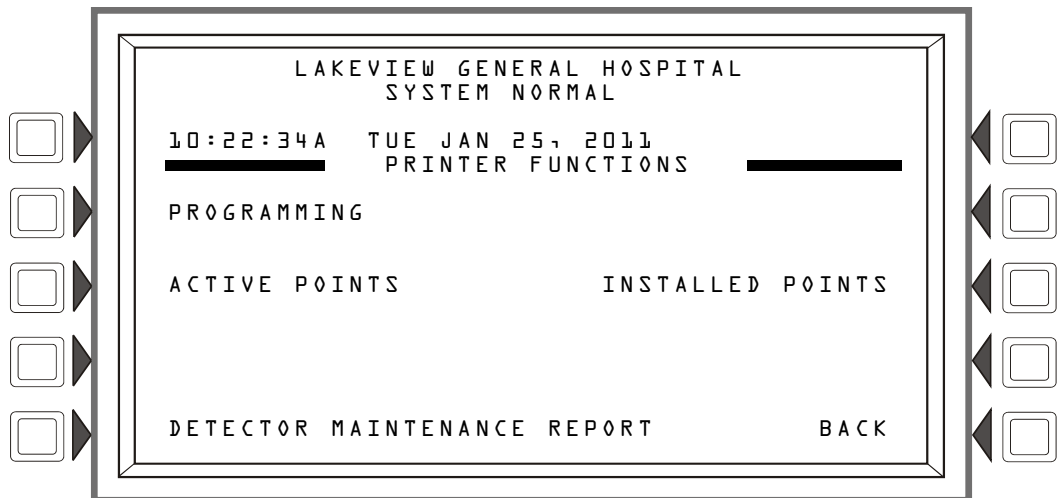 LAKEVIEW GENERAL HOSPITAL
SYSTEM NORMAL
10:22:34A TUE JAN 25, 2011
PRINTER FUNCTIONS
PROGRAMMING
ACTIVE POINTS INSTALLED POINTS
DETECTOR MAINTENANCE REPORT BACK